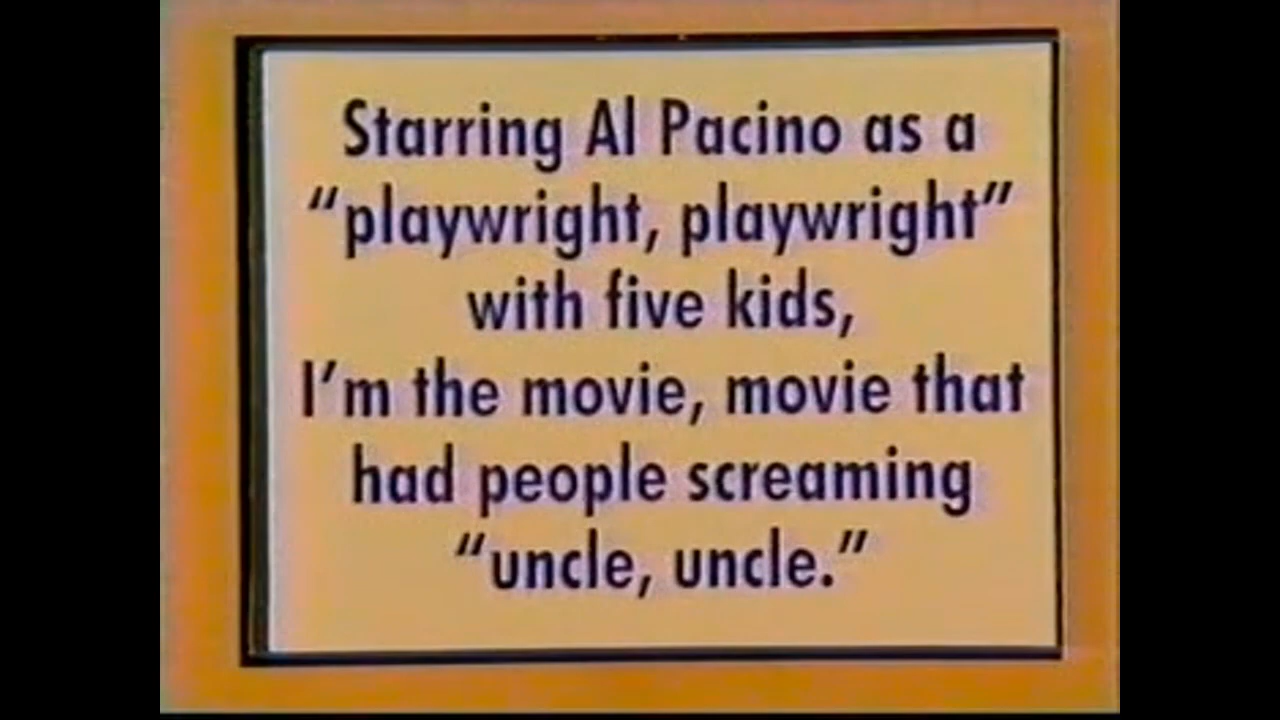 Starring Al Pacino as a
“playwright, playwright”
with five kids,
I’m the movie, movie that
had people screaming
“uncle, uncle.”